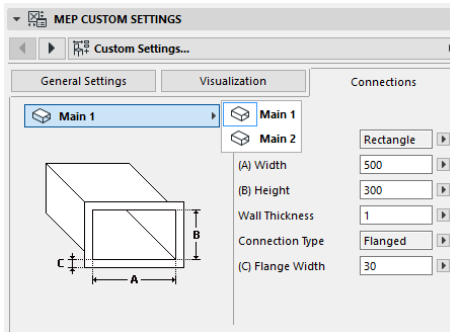 MEP CUSTOM SETTINGS
Custom Settings...
General Settings Visualization Connections
Main 1
Main 1
Main 2
Rectangle
(A) Width 500
(B) Height 300
Wall Thickness 1
Connection Type Flanged
(C) Flange Width 30
B
C
A